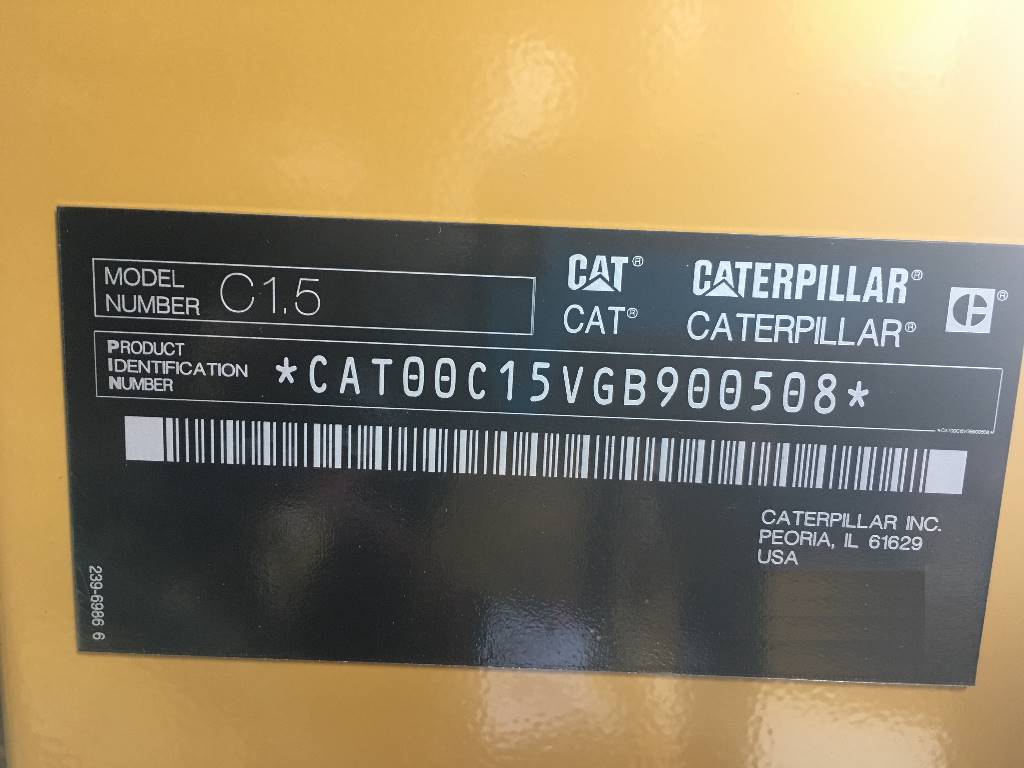 MODEL NUMBER C1.5
CAT® CATERPILLAR®
CAT® CATERPILLAR®
PRODUCT IDENTIFICATION NUMBER *CAT00C15VGB900508*
*CAT00C15VGB900508*
CATERPILLAR INC.
PEORIA, IL 61629
USA
239-6986 6